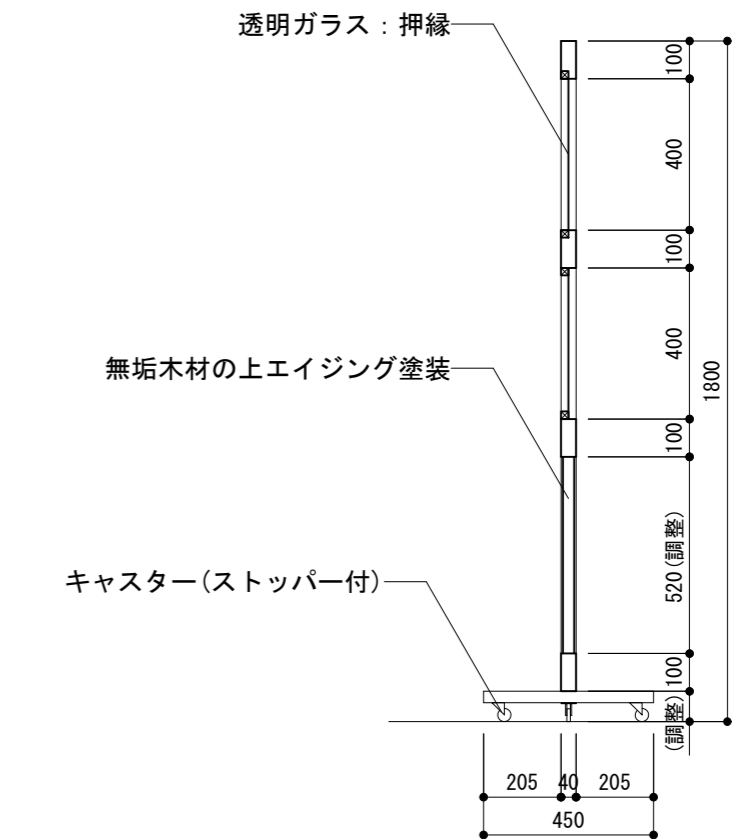 透明ガラス：押縁
100
400
100
400
1800
無垢木材の上エイジング塗装
100
520(調整)
キャスター(ストッパー付)
100
(調整)
205 40 205
450